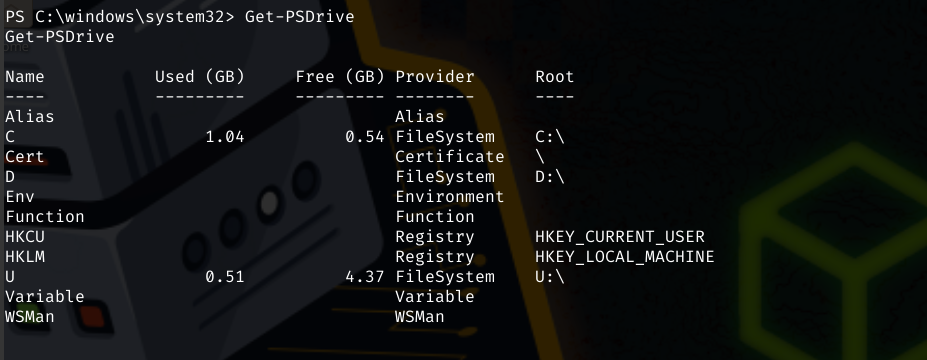 PS C:\windows\system32> Get-PSDrive
Get-PSDrive
Name           Used (GB)     Free (GB) Provider      Root
----           ---------     --------- --------      ----
Alias                                  Alias
C                   1.04          0.54 FileSystem    C:\
Cert                                   Certificate   \
D                                      FileSystem    D:\
Env                                    Environment
Function                               Function
HKCU                                   Registry      HKEY_CURRENT_USER
HKLM                                   Registry      HKEY_LOCAL_MACHINE
U                   0.51          4.37 FileSystem    U:\
Variable                               Variable
WSMan                                  WSMan